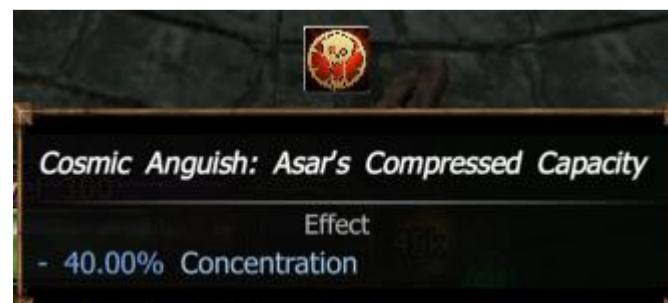 Cosmic Anguish: Asar's Compressed Capacity
Effect
- 40.00% Concentration